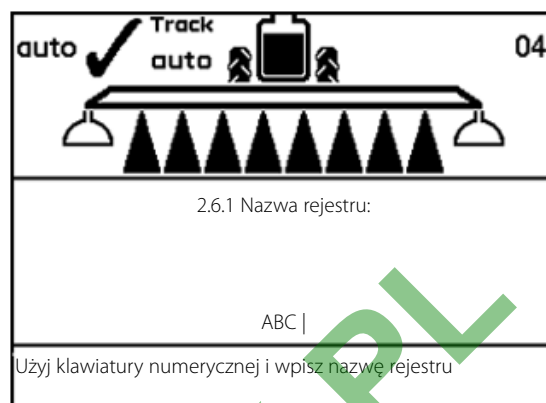 Track
auto
auto
04
2.6.1 Nazwa rejestru:
ABC |
Użyj klawiatury numerycznej i wpisz nazwę rejestru
PL